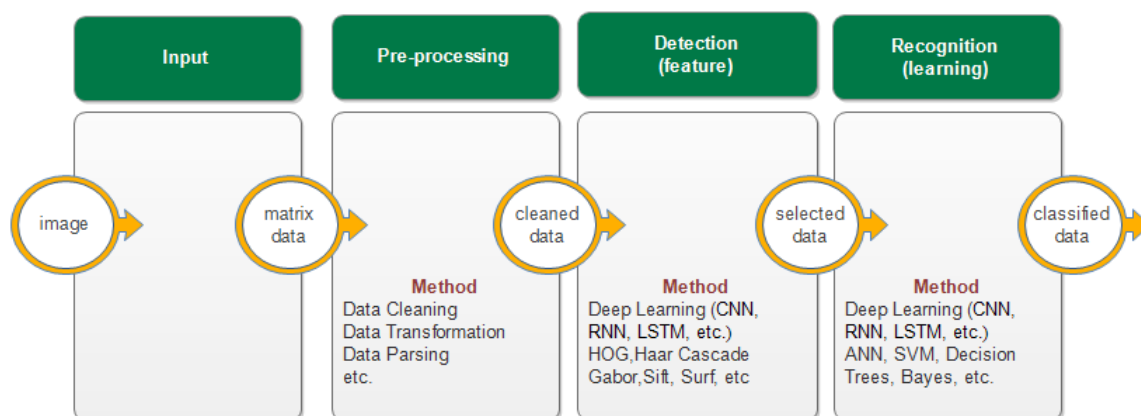 Input
Pre-processing
Detection
(feature)
Recognition
(learning)
image
matrix
data
cleaned
data
selected
data
classified
data
Method
Data Cleaning
Data Transformation
Data Parsing
etc.
Method
Deep Learning (CNN,
RNN, LSTM, etc.)
HOG,Haar Cascade
Gabor,Sift, Surf, etc
Method
Deep Learning (CNN,
RNN, LSTM, etc.)
ANN, SVM, Decision
Trees, Bayes, etc.